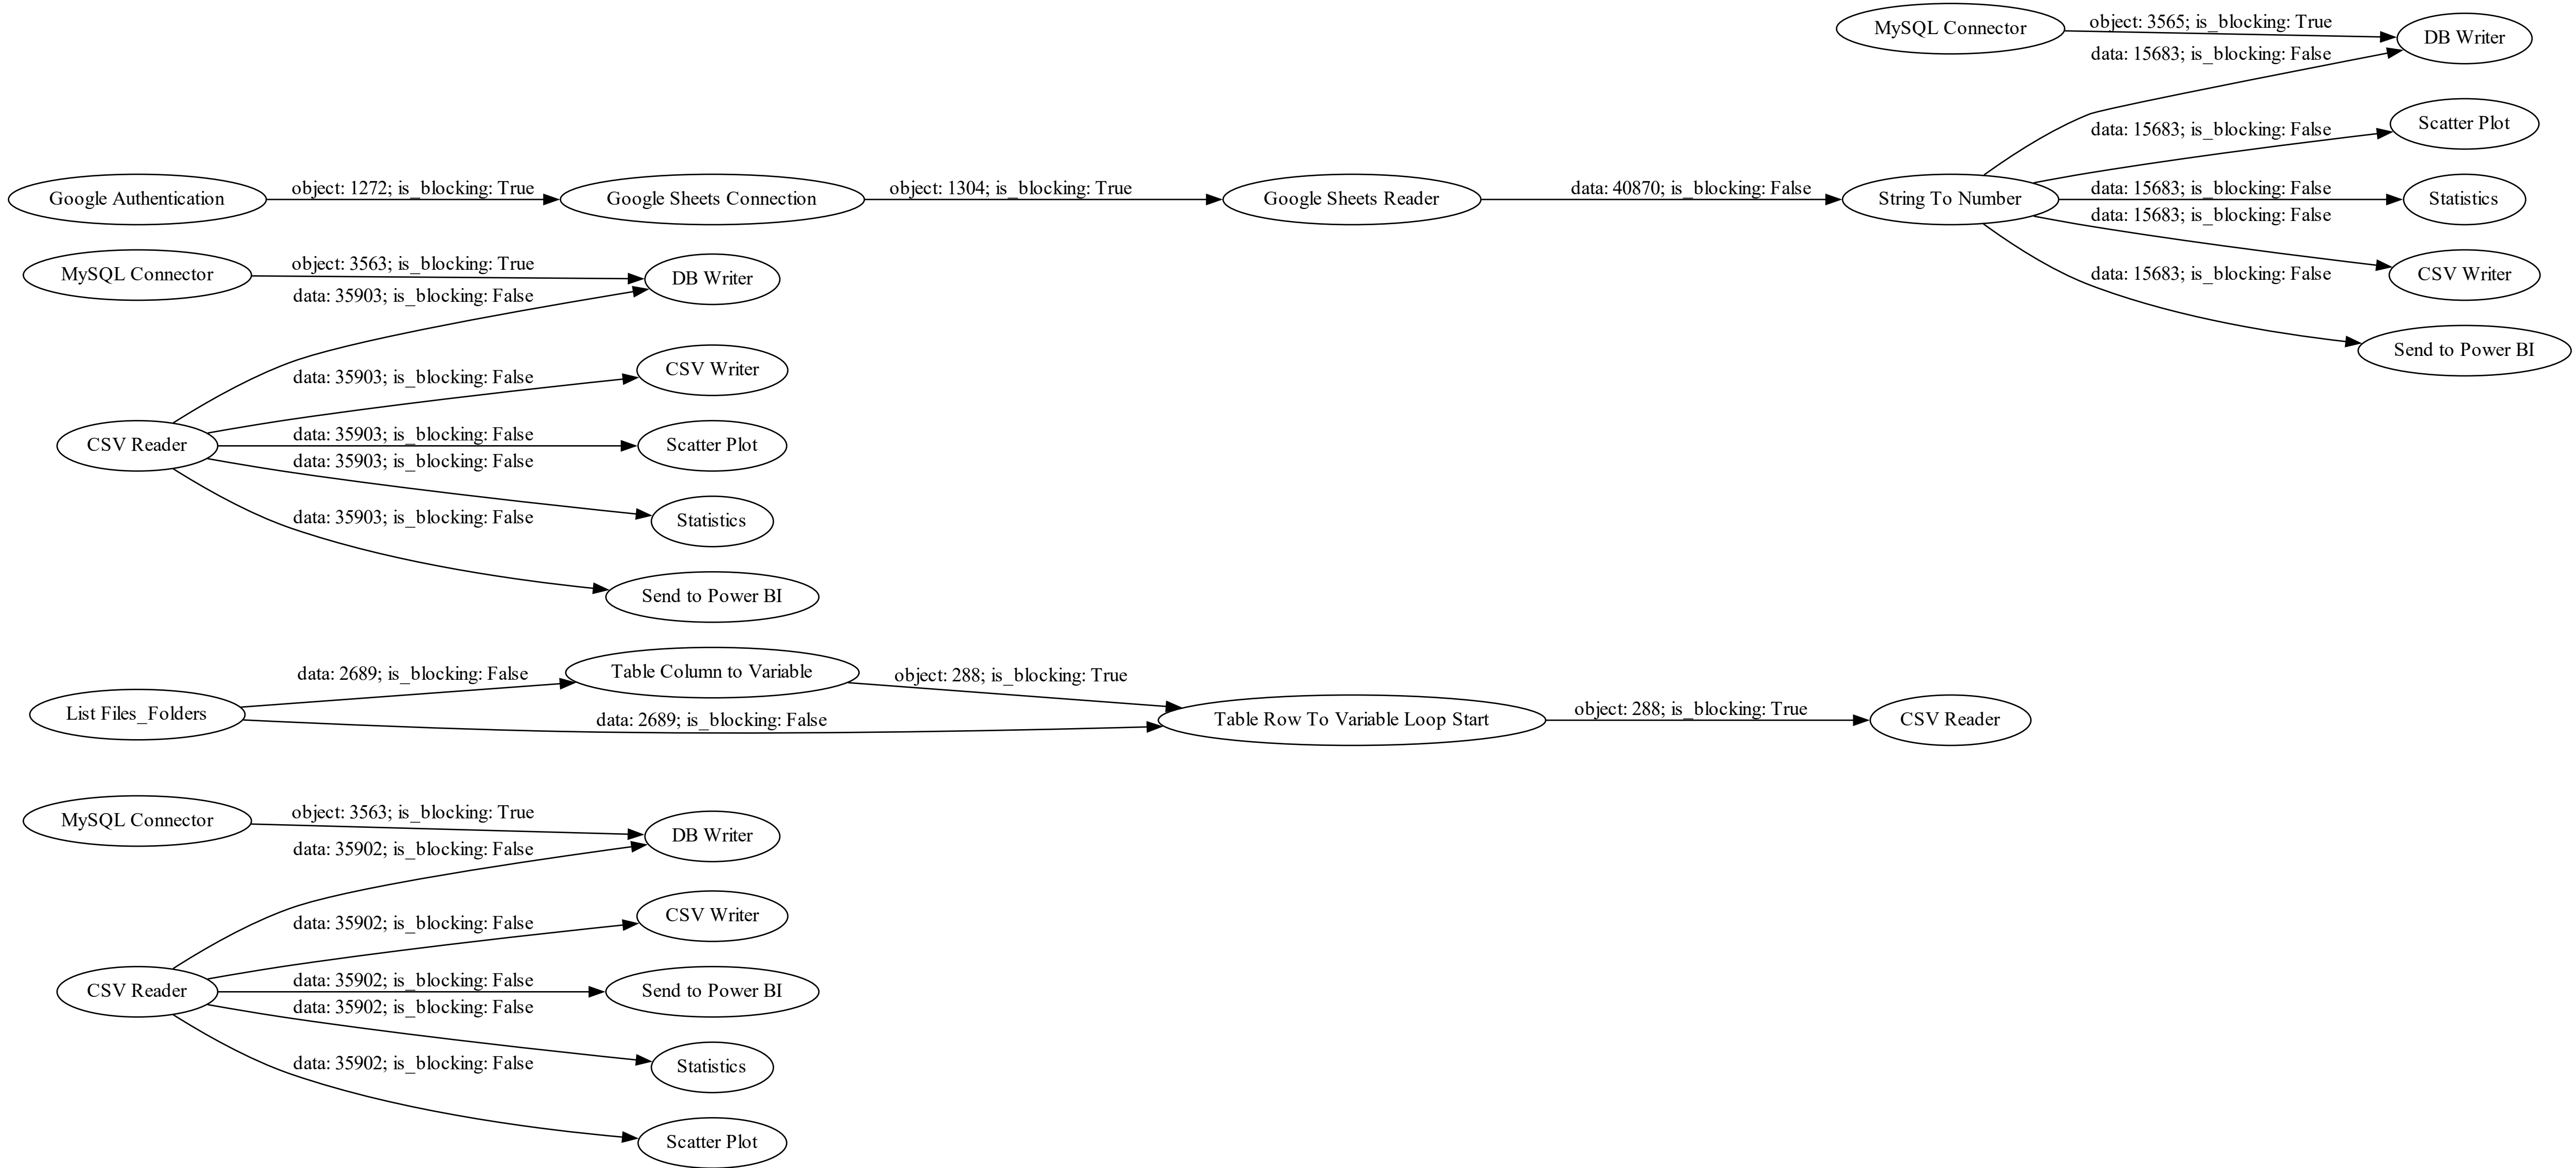 MySQL Connector
object: 3565; is_blocking: True
DB Writer
data: 15683; is_blocking: False
data: 15683; is_blocking: False
Scatter Plot
Google Authentication
object: 1272; is_blocking: True
Google Sheets Connection
object: 1304; is_blocking: True
Google Sheets Reader
data: 40870; is_blocking: False
String To Number
data: 15683; is_blocking: False
Statistics
data: 15683; is_blocking: False
CSV Writer
data: 15683; is_blocking: False
Send to Power BI
MySQL Connector
object: 3563; is_blocking: True
DB Writer
data: 35903; is_blocking: False
data: 35903; is_blocking: False
CSV Writer
CSV Reader
data: 35903; is_blocking: False
Scatter Plot
data: 35903; is_blocking: False
Statistics
data: 35903; is_blocking: False
Send to Power BI
List Files_Folders
data: 2689; is_blocking: False
Table Column to Variable
object: 288; is_blocking: True
data: 2689; is_blocking: False
Table Row To Variable Loop Start
object: 288; is_blocking: True
CSV Reader
MySQL Connector
object: 3563; is_blocking: True
DB Writer
data: 35902; is_blocking: False
data: 35902; is_blocking: False
CSV Writer
CSV Reader
data: 35902; is_blocking: False
Send to Power BI
data: 35902; is_blocking: False
Statistics
data: 35902; is_blocking: False
Scatter Plot